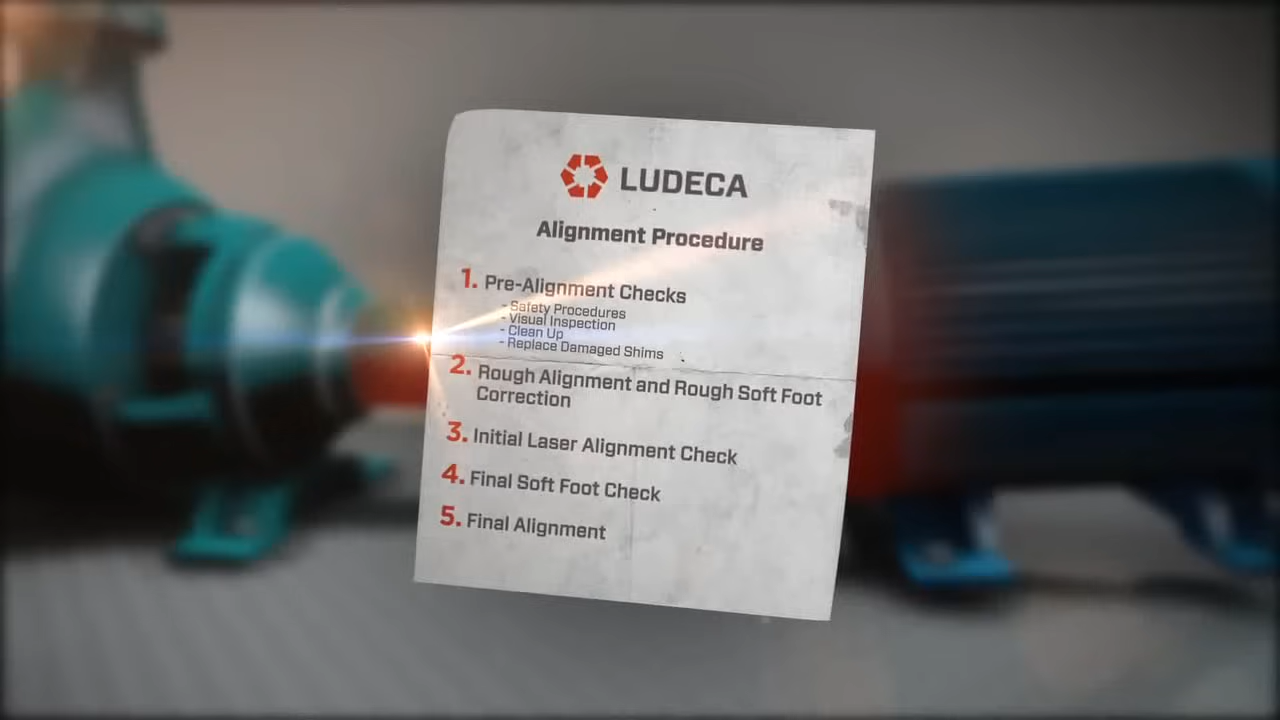 LUDECA
Alignment Procedure
1. Pre-Alignment Checks
- Safety Procedures
- Visual Inspection
- Clean Up
- Replace Damaged Shims
2. Rough Alignment and Rough Soft Foot
Correction
3. Initial Laser Alignment Check
4. Final Soft Foot Check
5. Final Alignment